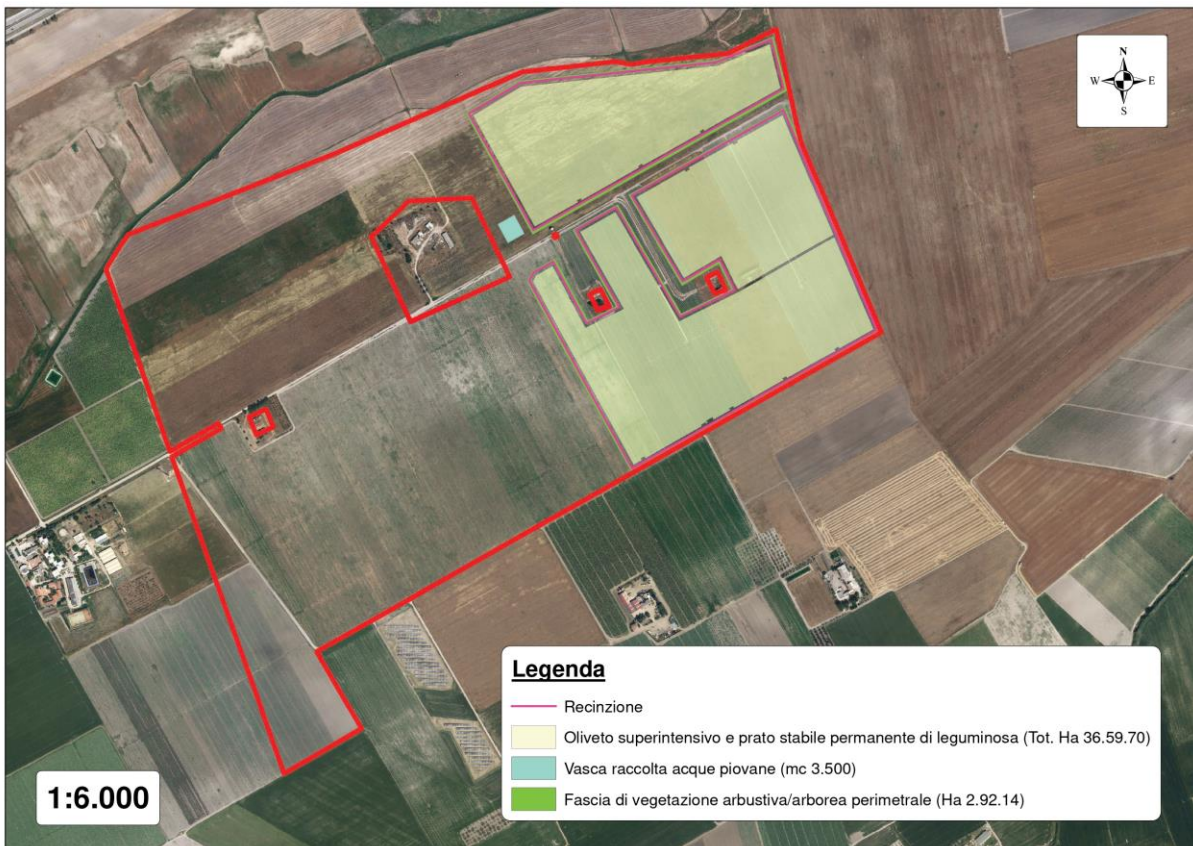 N
W E
S
Legenda
Recinzione
Oliveto superintensivo e prato stabile permanente di leguminosa (Tot. Ha 36.59.70)
Vasca raccolta acque piovane (mc 3.500)
Fascia di vegetazione arbustiva/arborea perimetrale (Ha 2.92.14)
1:6.000